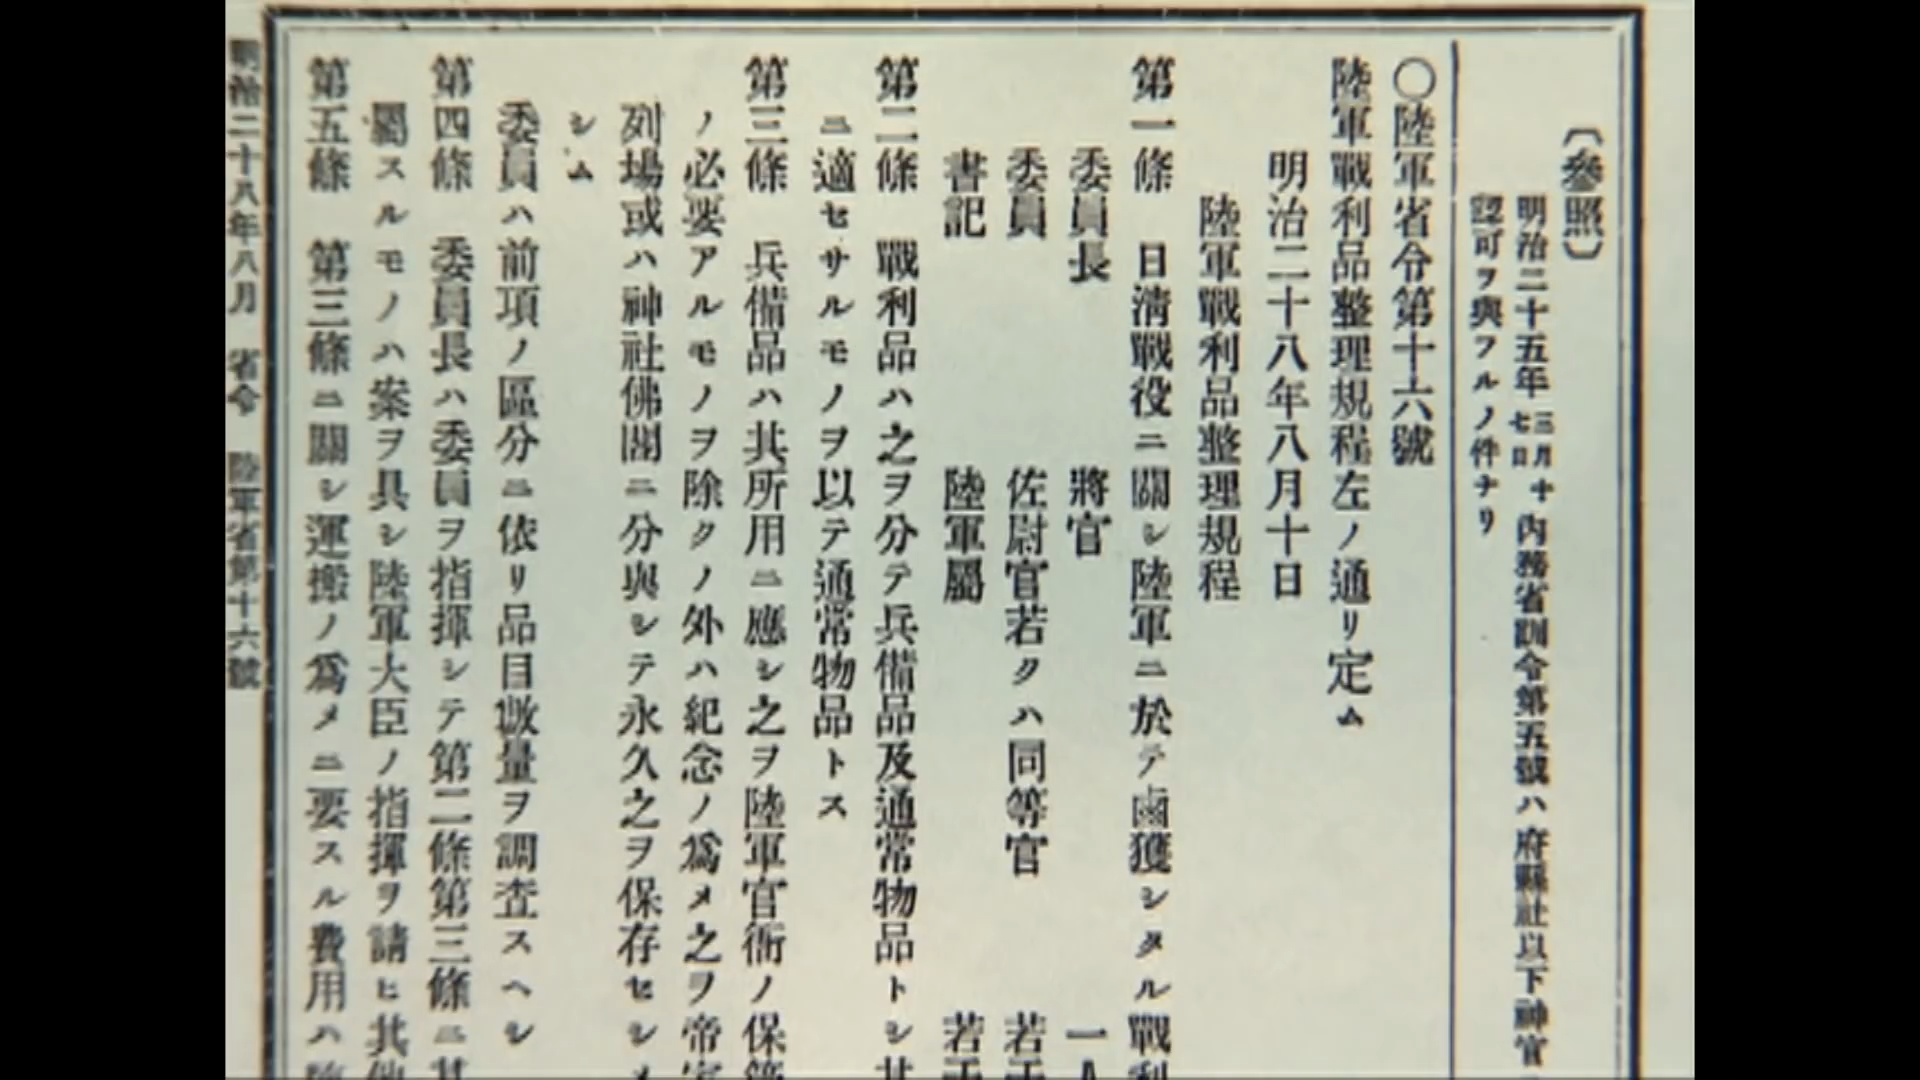 〔參照〕
明治二十五年三月十七日內務省訓令第五號ハ府縣社以下神官
認可ヲ與フルノ件ナリ
〇陸軍省令第十六號
陸軍戰利品整理規程左ノ通リ定ム
明治二十八年八月十日
陸軍戰利品整理規程
第一條 日淸戰役ニ關シ陸軍ニ於テ鹵獲シタル戰利
委員長 將官 一人
委員 佐尉官若クハ同等官 若干
書記 陸軍屬 若干
第二條 戰利品ハ之ヲ分テ兵備品及通常物品トシ其
ニ適セサルモノヲ以テ通常物品トス
第三條 兵備品ハ其所用ニ應シ之ヲ陸軍官衙ノ保管
ノ必要アルモノヲ除クノ外ハ紀念ノ爲メ之ヲ帝室
列場或ハ神社佛閣ニ分與シテ永久之ヲ保存セシメ
シム
委員ハ前項ノ區分ニ依リ品目數量ヲ調査スヘシ
第四條 委員長ハ委員ヲ指揮シテ第二條第三條ニ其
屬スルモノハ案ヲ具シ陸軍大臣ノ指揮ヲ請ヒ其他
第五條 第三條ニ關シ運搬ノ爲メニ要スル費用ハ陸
明治二十八年八月 省令 陸軍省第十六號